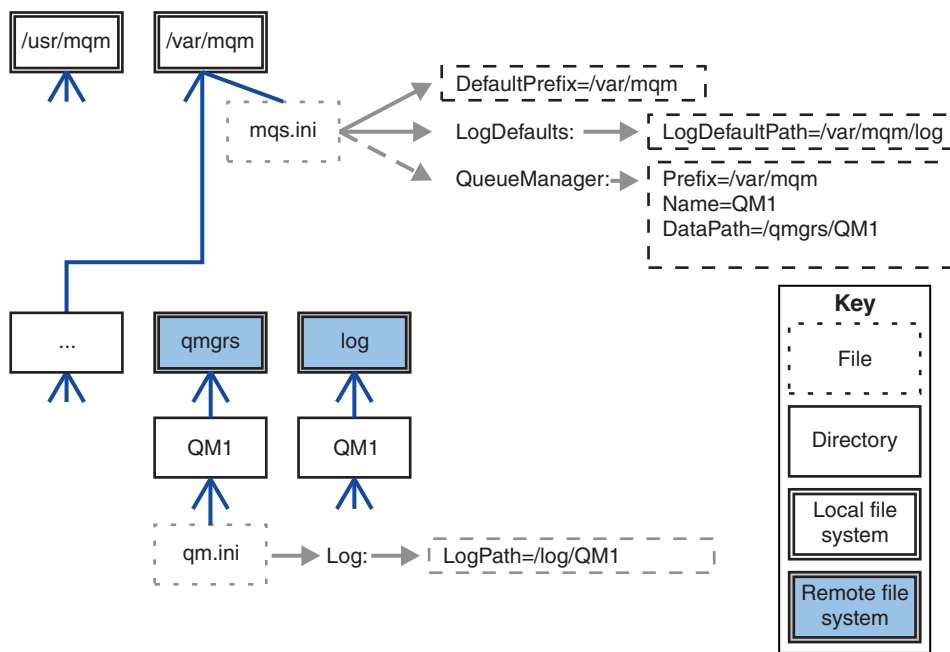 /usr/mqm
/var/mqm
mqs.ini
DefaultPrefix=/var/mqm
LogDefaults:
LogDefaultPath=/var/mqm/log
QueueManager:
Prefix=/var/mqm
Name=QM1
DataPath=/qmgrs/QM1
...
qmgrs
log
QM1
QM1
qm.ini
Log:
LogPath=/log/QM1
Key
File
Directory
Local file
system
Remote file
system